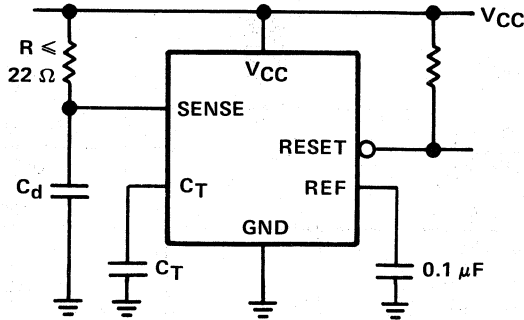 VCC
R ≤
22 Ω
VCC
SENSE
RESET
Cd
CT
REF
GND
CT
0.1 μF